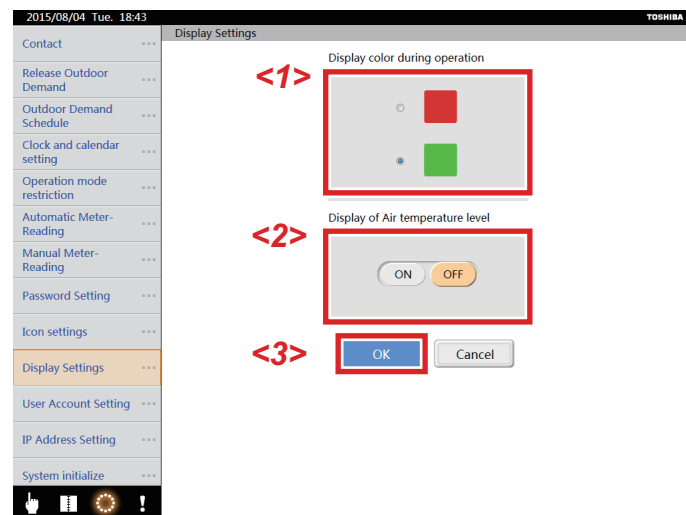 2015/08/04 Tue. 18:43
TOSHIBA
Contact
Release Outdoor
Demand
Outdoor Demand
Schedule
Clock and calendar
setting
Operation mode
restriction
Automatic Meter-
Reading
Manual Meter-
Reading
Password Setting
Icon settings
Display Settings
User Account Setting
IP Address Setting
System initialize
Display Settings
Display color during operation
<1>
Display of Air temperature level
<2>
ON OFF
<3>
OK Cancel